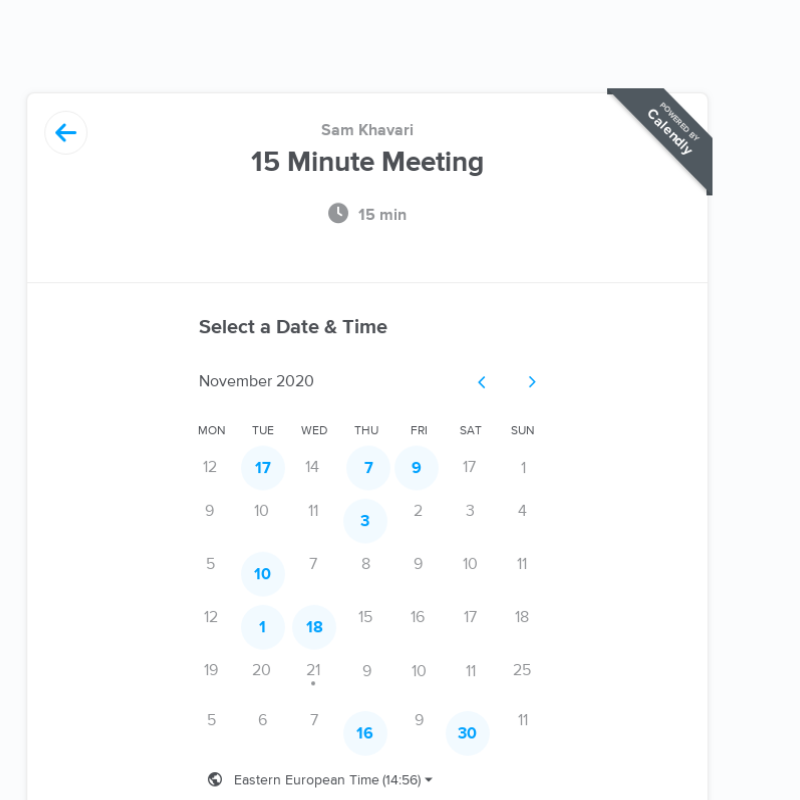 POWERED BY
Calendly
Sam Khavari
15 Minute Meeting
15 min
Select a Date & Time
November 2020
MON TUE WED THU FRI SAT SUN
12 17 14 7 9 17 1
9 10 11 3 2 3 4
5 10 7 8 9 10 11
12 1 18 15 16 17 18
19 20 21 9 10 11 25
5 6 7 16 9 30 11
Eastern European Time (14:56)